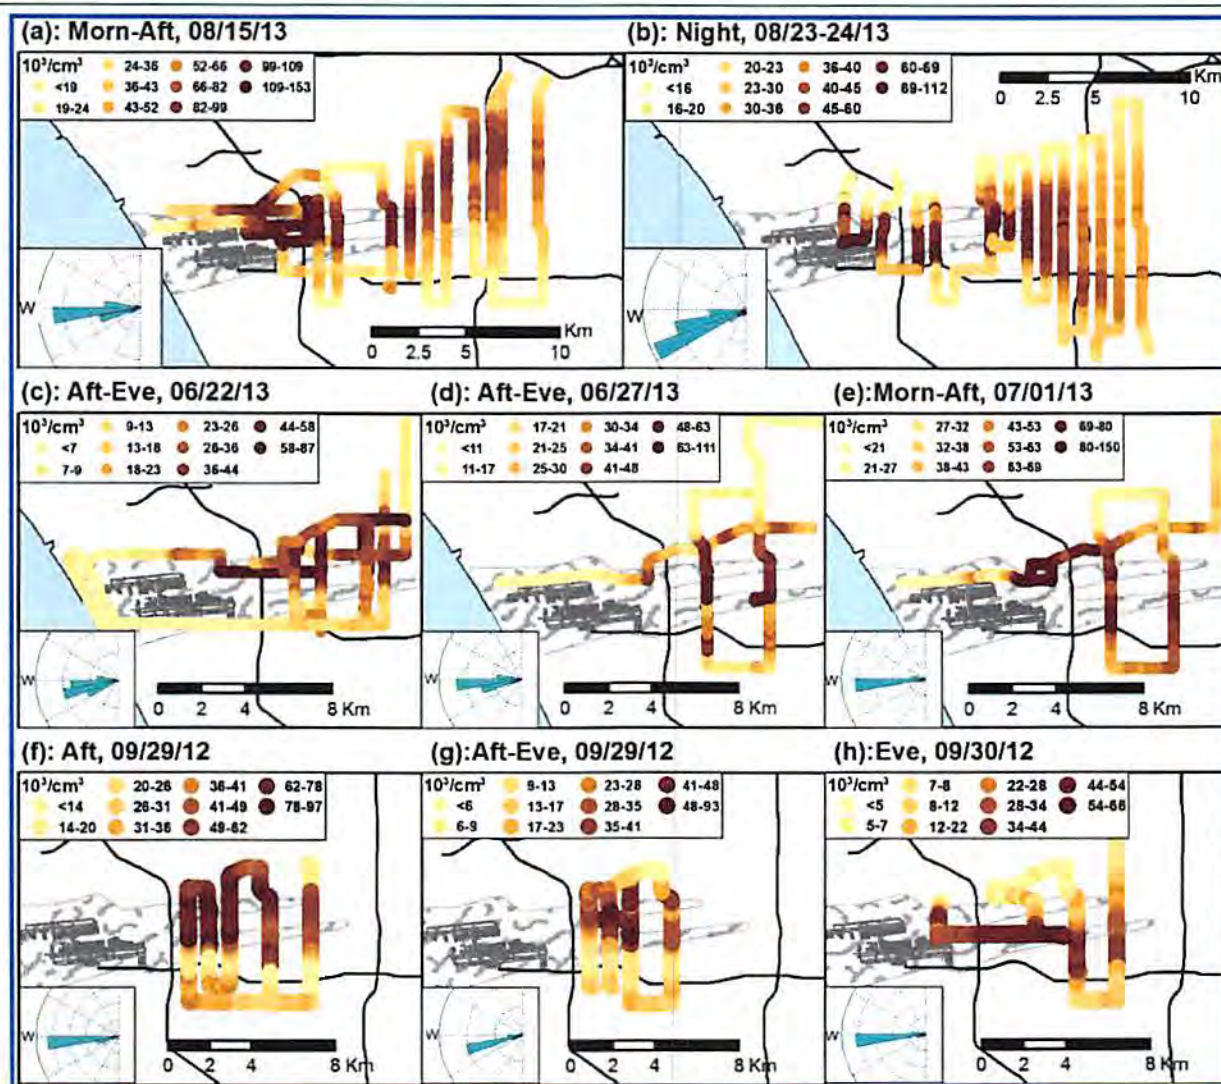 (a): Morn-Aft, 08/15/13
10³/cm³
<19
19-24
24-36
36-43
43-52
52-66
66-82
82-99
99-109
109-153
W
Km
0 2.5 5 10
(b): Night, 08/23-24/13
10³/cm³
<16
16-20
20-23
23-30
30-36
36-40
40-45
45-60
60-69
69-112
Km
0 2.5 5 10
W
(c): Aft-Eve, 06/22/13
10³/cm³
<7
7-9
9-13
13-18
18-23
23-26
26-36
36-44
44-58
58-87
W
0 2 4 8 Km
(d): Aft-Eve, 06/27/13
10³/cm³
<11
11-17
17-21
21-25
25-30
30-34
34-41
41-48
48-63
63-111
W
0 2 4 8 Km
(e):Morn-Aft, 07/01/13
10³/cm³
<21
21-27
27-32
32-38
38-43
43-53
53-63
63-69
69-80
80-150
W
0 2 4 8 Km
(f): Aft, 09/29/12
10³/cm³
<14
14-20
20-26
26-31
31-36
36-41
41-49
49-62
62-78
78-97
W
0 2 4 8 Km
(g):Aft-Eve, 09/29/12
10³/cm³
<6
6-9
9-13
13-17
17-23
23-28
28-35
35-41
41-48
48-93
W
0 2 4 8 Km
(h):Eve, 09/30/12
10³/cm³
<5
5-7
7-8
8-12
12-22
22-28
28-34
34-44
44-54
54-66
W
0 2 4 8 Km